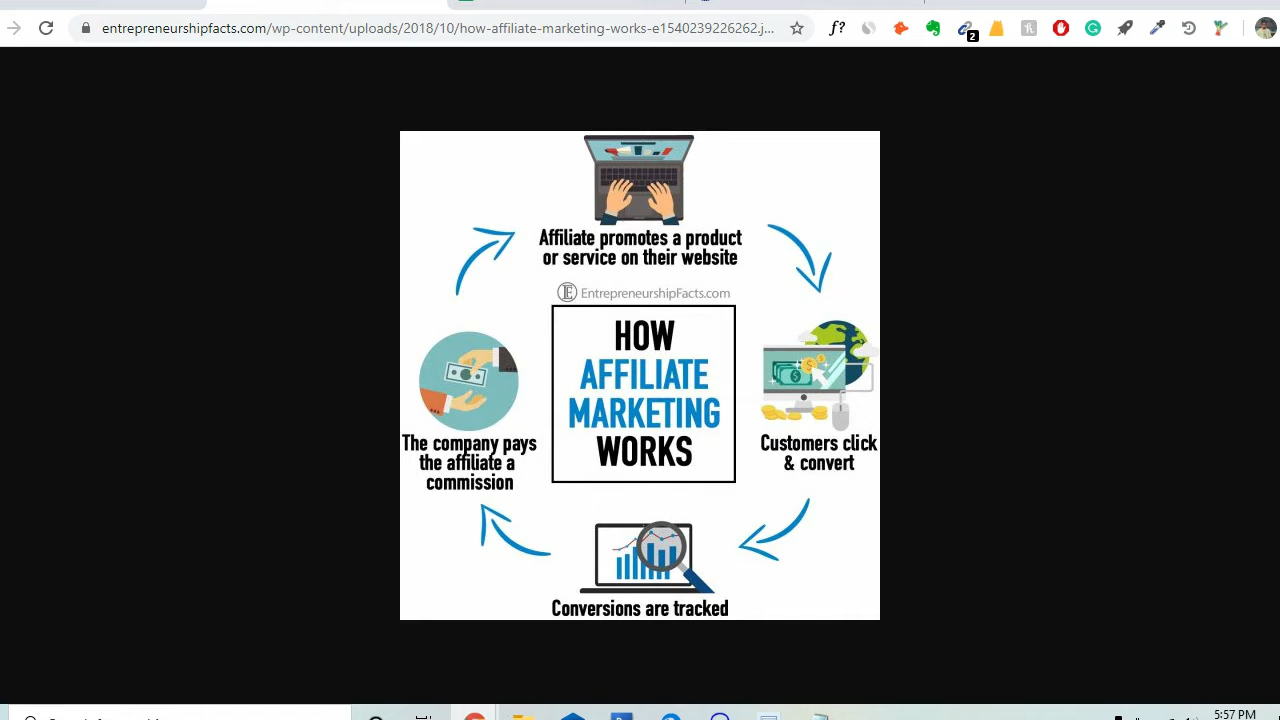 entrepreneurshipfacts.com/wp-content/uploads/2018/10/how-affiliate-marketing-works-e1540239226262.j...
f?
2
Affiliate promotes a product
or service on their website
EntrepreneurshipFacts.com
HOW
AFFILIATE
MARKETING
WORKS
Customers click
& convert
The company pays
the affiliate a
commission
Conversions are tracked
5:57 PM